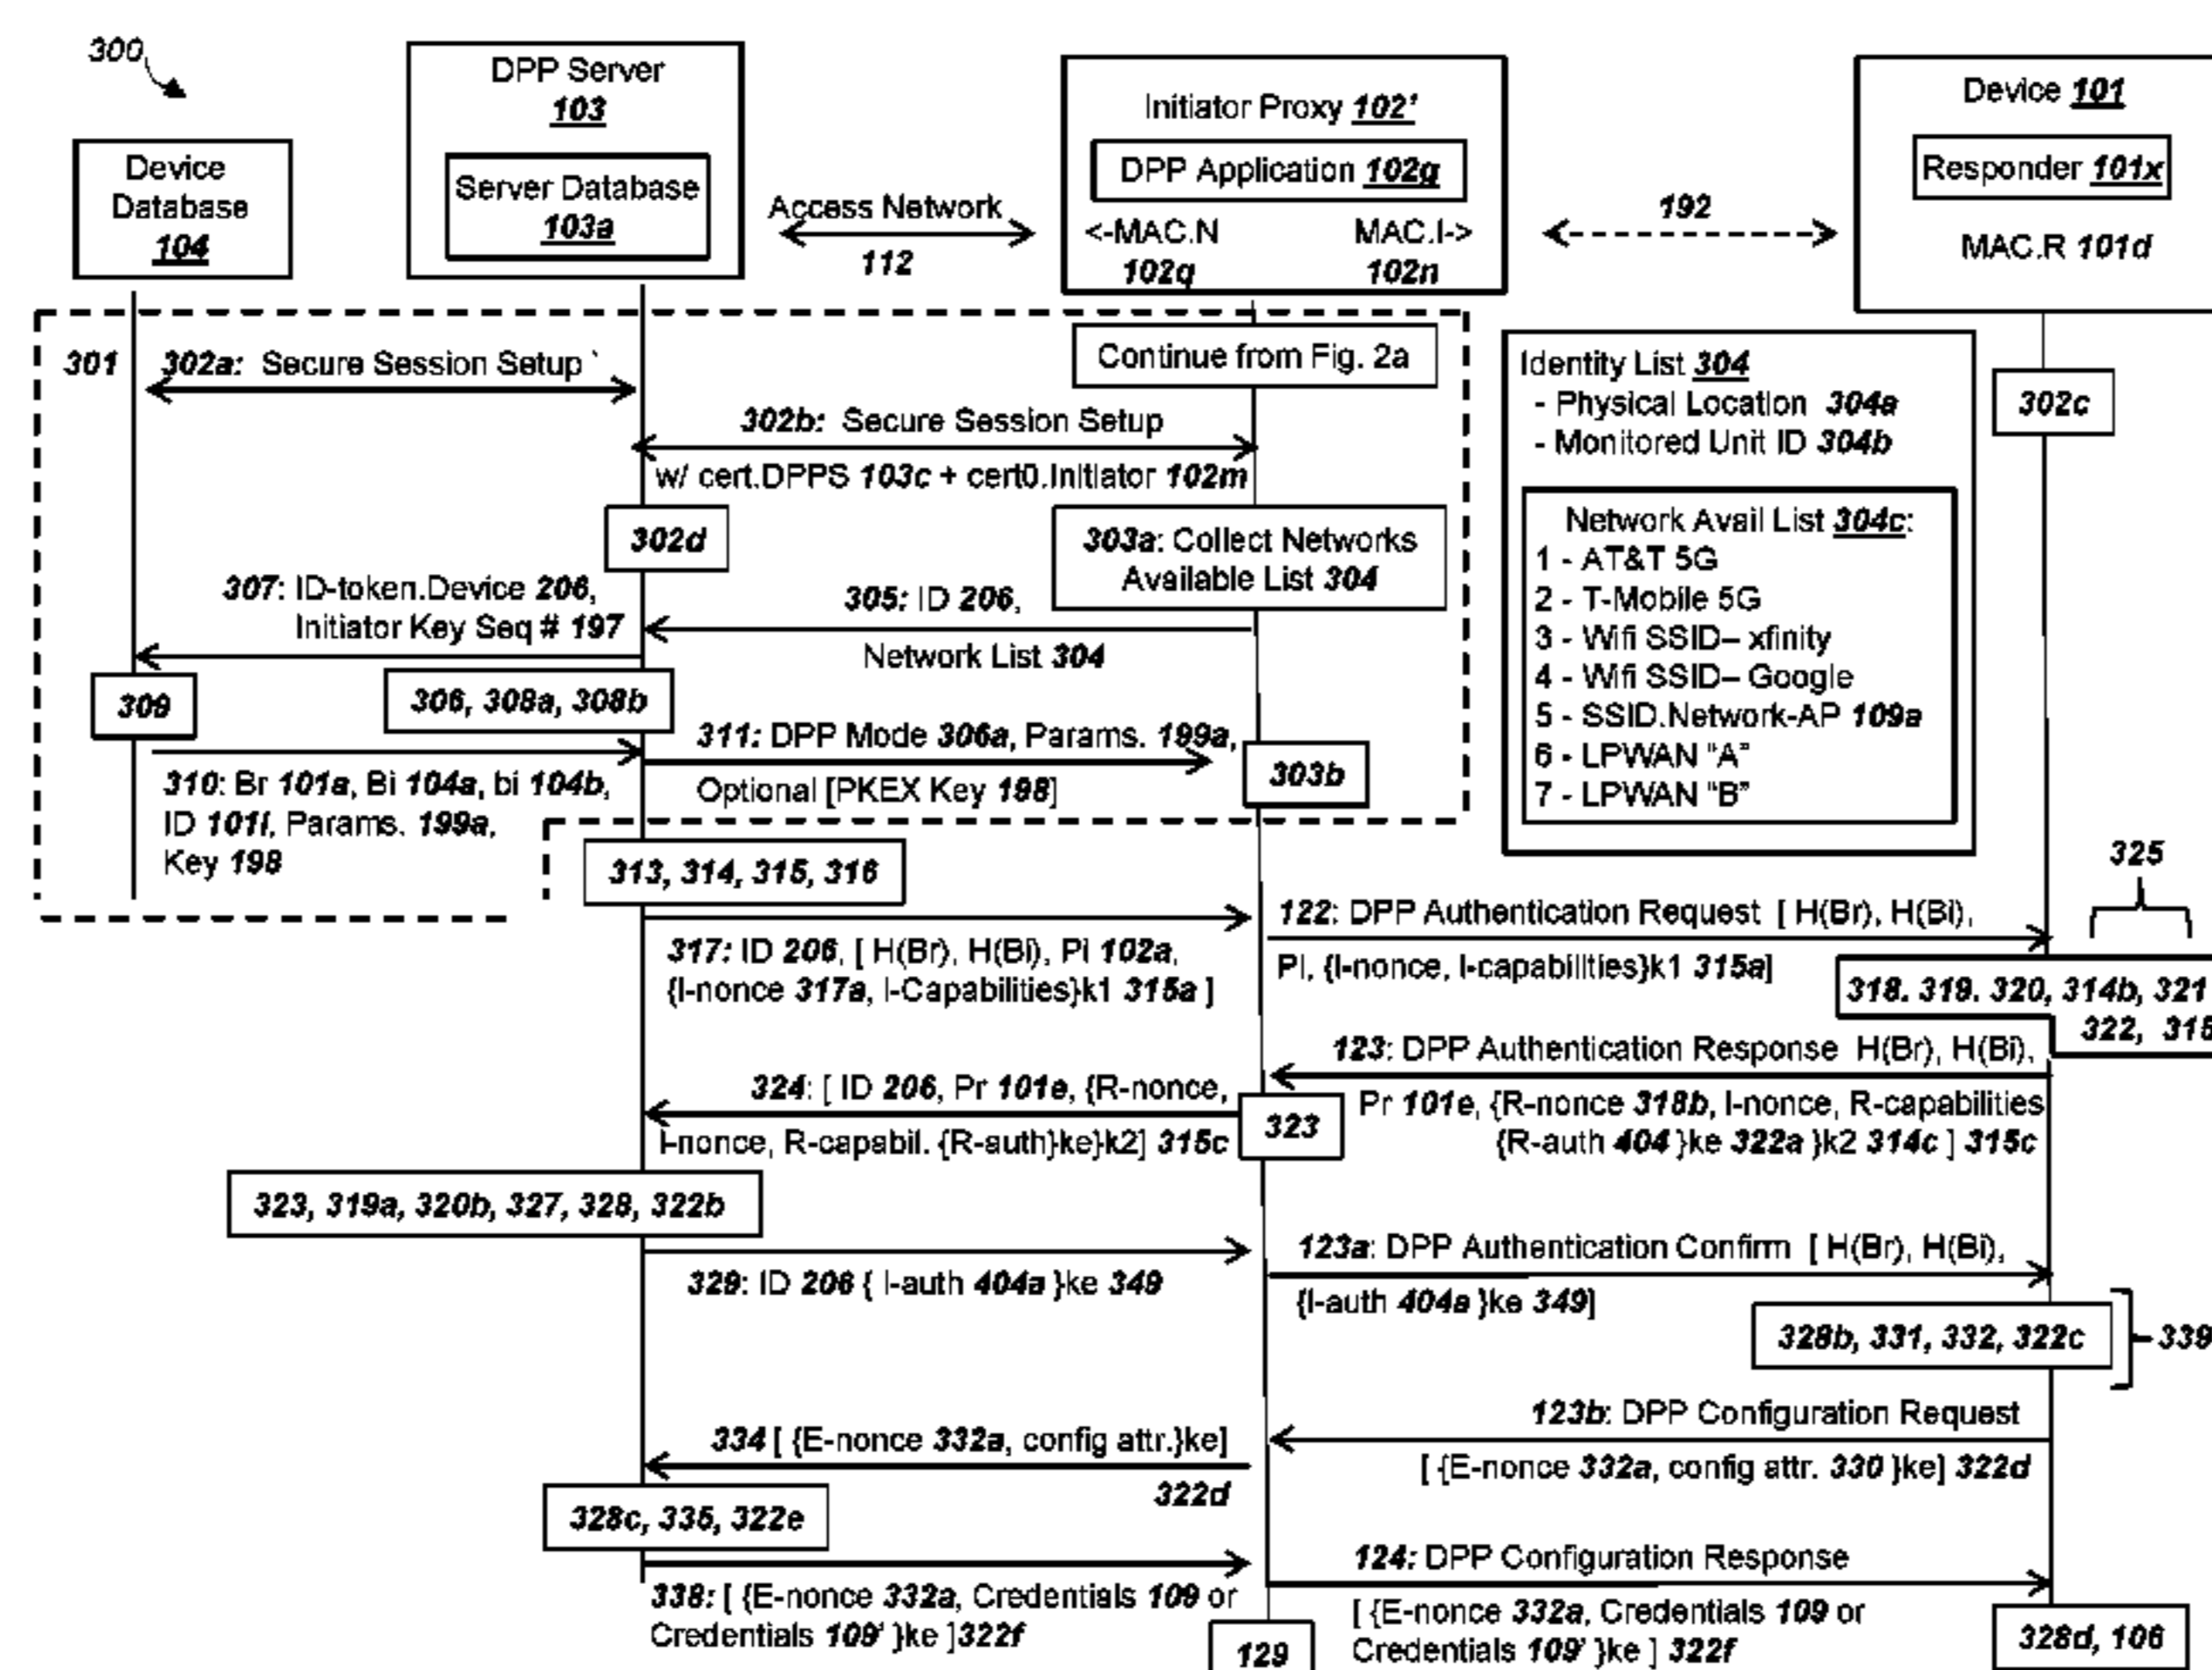 300
DPP Server
103
Server Database
103a
Device
Database
104
Access Network
112
Initiator Proxy 102'
DPP Application 102g
<-MAC.N
102q
MAC.I->
102n
192
Device 101
Responder 101x
MAC.R 101d
301
302a: Secure Session Setup `
Continue from Fig. 2a
302b: Secure Session Setup
w/ cert.DPPS 103c + cert0.Initiator 102m
302c
302d
303a: Collect Networks
Available List 304
Identity List 304
- Physical Location 304a
- Monitored Unit ID 304b
Network Avail List 304c:
1 - AT&T 5G
2 - T-Mobile 5G
3 - Wifi SSID– xfinity
4 - Wifi SSID– Google
5 - SSID.Network-AP 109a
6 - LPWAN "A"
7 - LPWAN "B"
307: ID-token.Device 206,
Initiator Key Seq # 197
305: ID 206,
Network List 304
309
306, 308a, 308b
311: DPP Mode 306a, Params. 199a,
Optional [PKEX Key 198]
303b
310: Br 101a, Bi 104a, bi 104b,
ID 101i, Params. 199a,
Key 198
313, 314, 315, 316
325
317: ID 206, [ H(Br), H(Bi), Pi 102a,
{I-nonce 317a, I-Capabilities}k1 315a ]
122: DPP Authentication Request [ H(Br), H(Bi),
PI, {I-nonce, I-capabilities}k1 315a]
318. 319. 320, 314b, 321
322, 315
123: DPP Authentication Response H(Br), H(Bi),
Pr 101e, {R-nonce 318b, I-nonce, R-capabilities
{R-auth 404 }ke 322a }k2 314c ] 315c
324: [ ID 206, Pr 101e, {R-nonce,
I-nonce, R-capabil. {R-auth}ke}k2] 315c
323
323, 319a, 320b, 327, 328, 322b
329: ID 206 { I-auth 404a }ke 349
123a: DPP Authentication Confirm [ H(Br), H(Bi),
{I-auth 404a }ke 349]
328b, 331, 332, 322c
339
123b: DPP Configuration Request
[ {E-nonce 332a, config attr. 330 }ke] 322d
334 [ {E-nonce 332a, config attr.}ke]
322d
328c, 335, 322e
338: [ {E-nonce 332a, Credentials 109 or
Credentials 109' }ke ]322f
124: DPP Configuration Response
[ {E-nonce 332a, Credentials 109 or
Credentials 109' }ke ] 322f
129
328d, 106